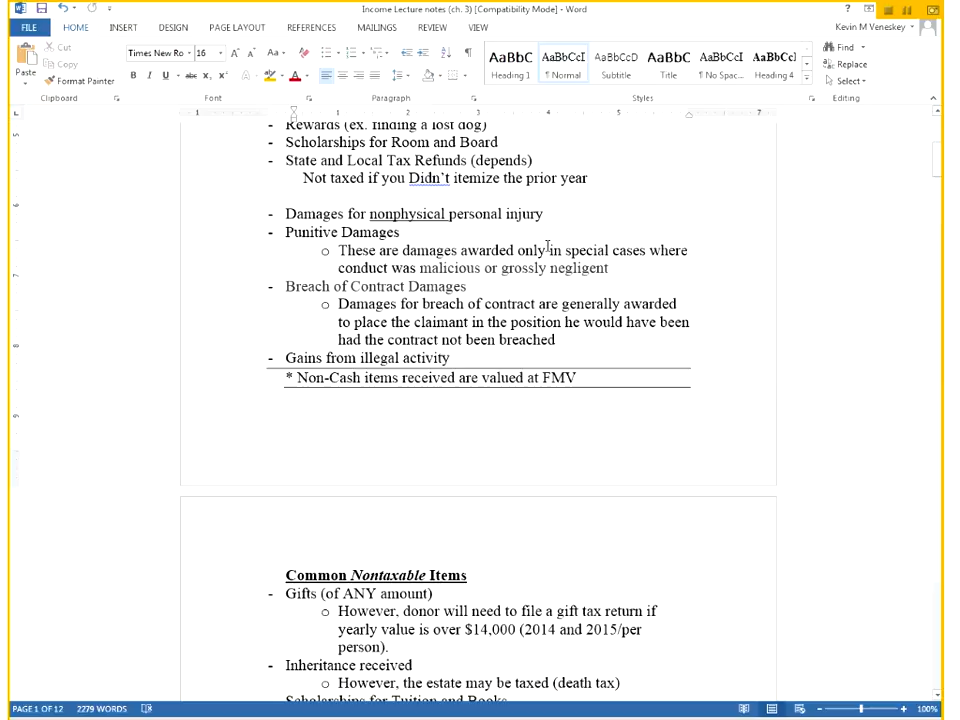 Income Lecture notes (ch. 3) [Compatibility Mode] - Word
FILE HOME INSERT DESIGN PAGE LAYOUT REFERENCES MAILINGS REVIEW VIEW Kevin M Veneskey
Paste Cut Copy Format Painter
Times New Ro 16
AaBbC AaBbCcI AaBbCcD AaBbC AaBbCcI AaBbCcI
Heading 1 ¶ Normal Subtitle Title ¶ No Spac... Heading 4
Find Replace Select
Clipboard Font Paragraph Styles Editing
- Rewards (ex. finding a lost dog)
- Scholarships for Room and Board
- State and Local Tax Refunds (depends)
Not taxed if you Didn't itemize the prior year
- Damages for nonphysical personal injury
- Punitive Damages
o These are damages awarded only in special cases where
conduct was malicious or grossly negligent
- Breach of Contract Damages
o Damages for breach of contract are generally awarded
to place the claimant in the position he would have been
had the contract not been breached
- Gains from illegal activity
* Non-Cash items received are valued at FMV
Common Nontaxable Items
- Gifts (of ANY amount)
o However, donor will need to file a gift tax return if
yearly value is over $14,000 (2014 and 2015/per
person).
- Inheritance received
o However, the estate may be taxed (death tax)
- Scholarships for Tuition and Books
PAGE 1 OF 12 2279 WORDS 100%